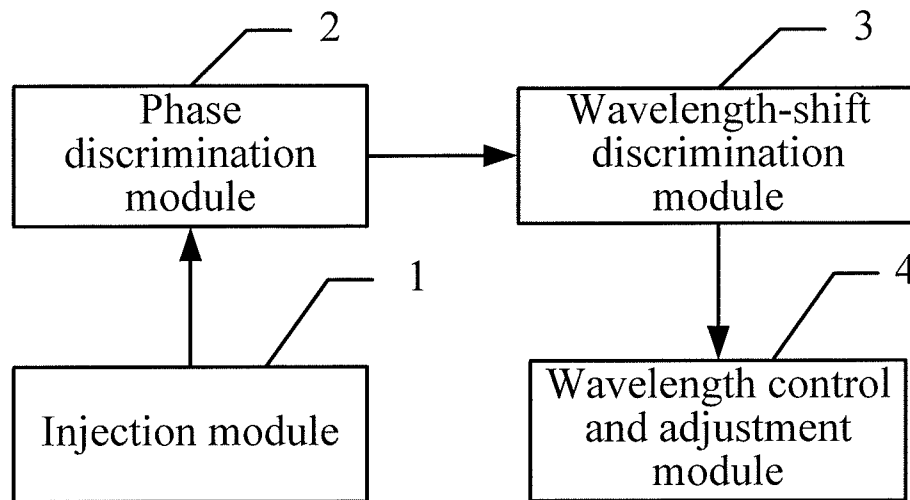 2
Phase
discrimination
module
3
Wavelength-shift
discrimination
module
1
Injection module
4
Wavelength control
and adjustment
module